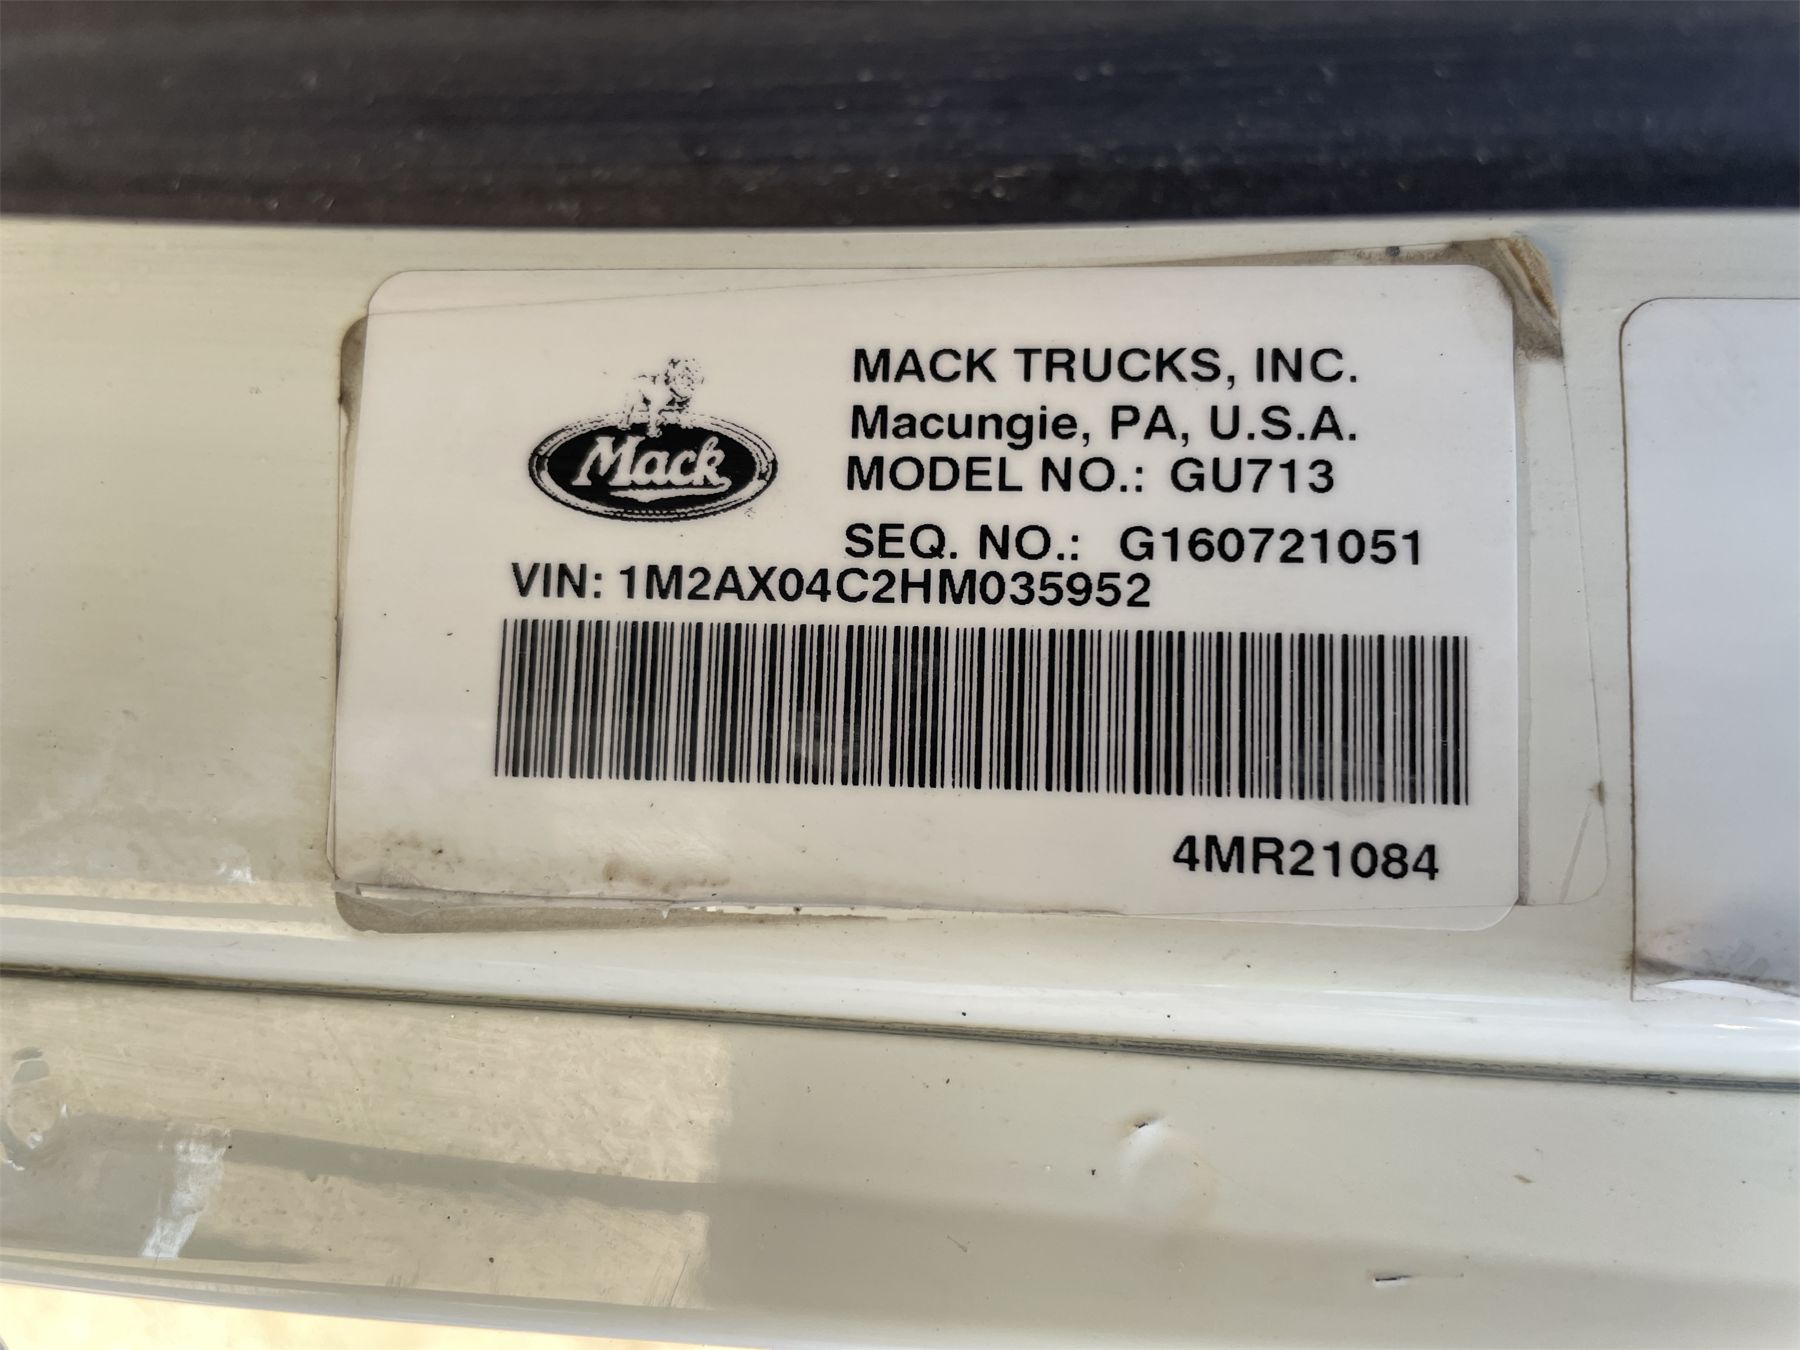 Mack
MACK TRUCKS, INC.
Macungie, PA, U.S.A.
MODEL NO.: GU713
SEQ. NO.: G160721051
VIN: 1M2AX04C2HM035952
4MR21084